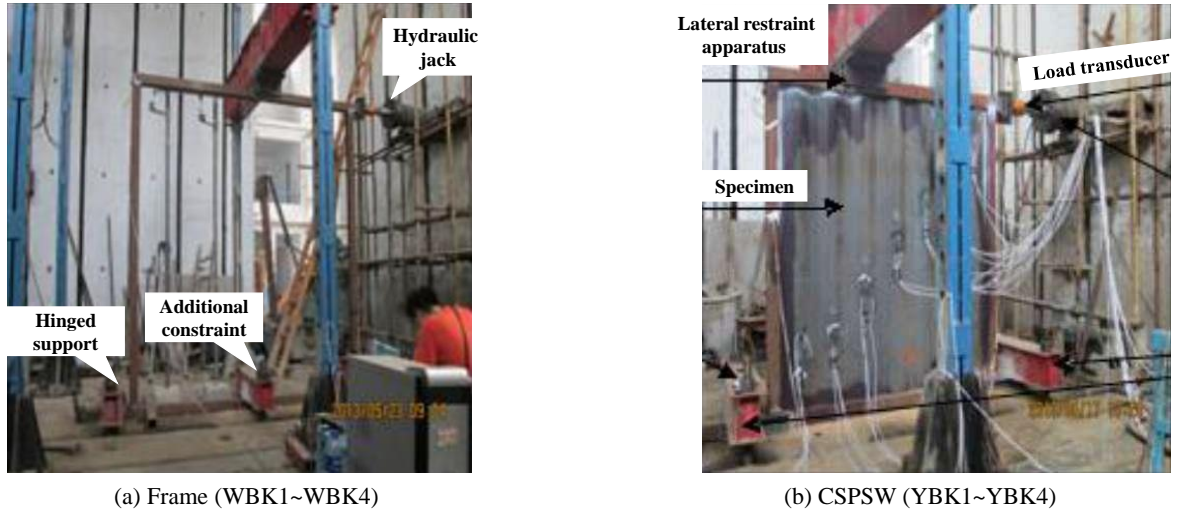 Hydraulic
jack
Additional
constraint
Hinged
support
(a) Frame (WBK1~WBK4)
Lateral restraint
apparatus
Load transducer
Specimen
(b) CSPSW (YBK1~YBK4)